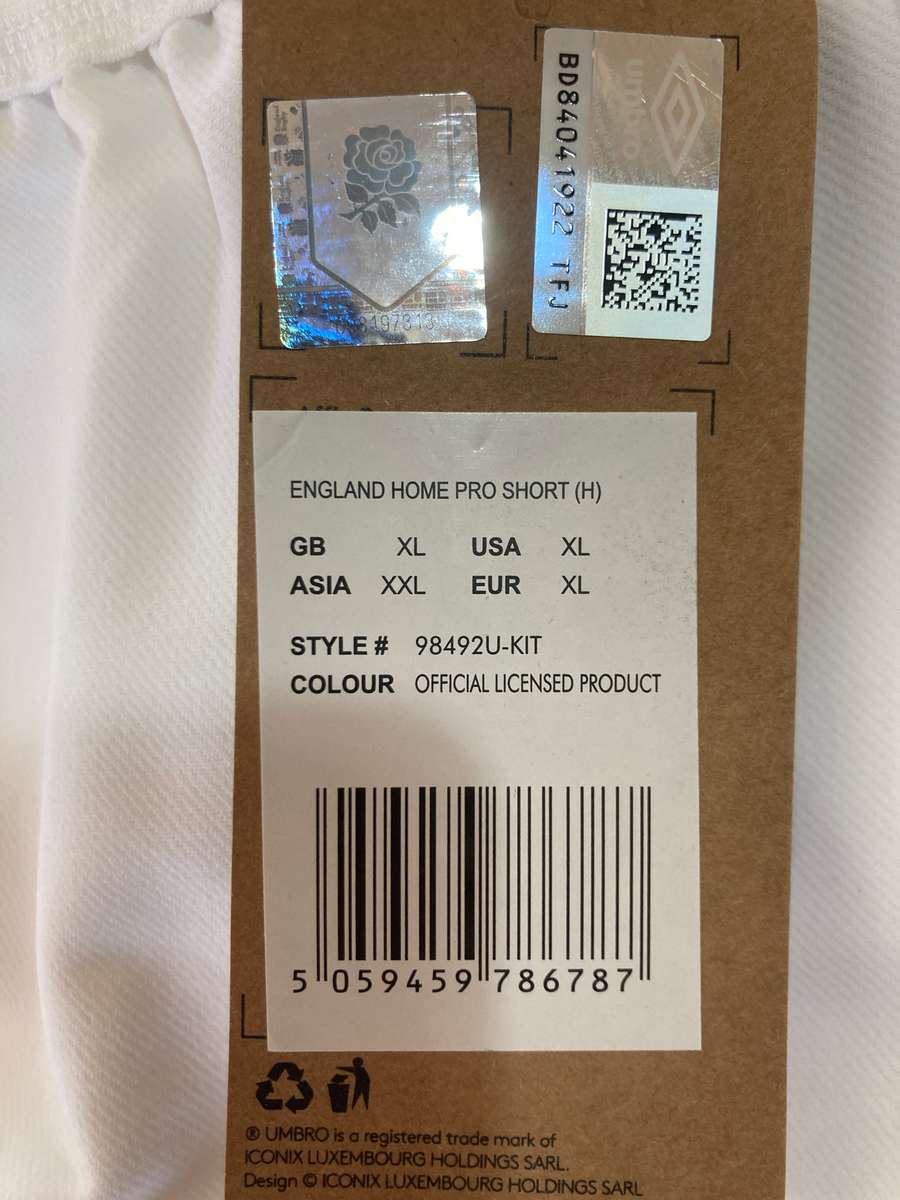 BD84041922 TFJ
umbro
ENGLAND HOME PRO SHORT (H)
GB XL USA XL
ASIA XXL EUR XL
STYLE # 98492U-KIT
COLOUR OFFICIAL LICENSED PRODUCT
5 059459 786787
® UMBRO is a registered trade mark of
ICONIX LUXEMBOURG HOLDINGS SARL.
Design © ICONIX LUXEMBOURG HOLDINGS SARL